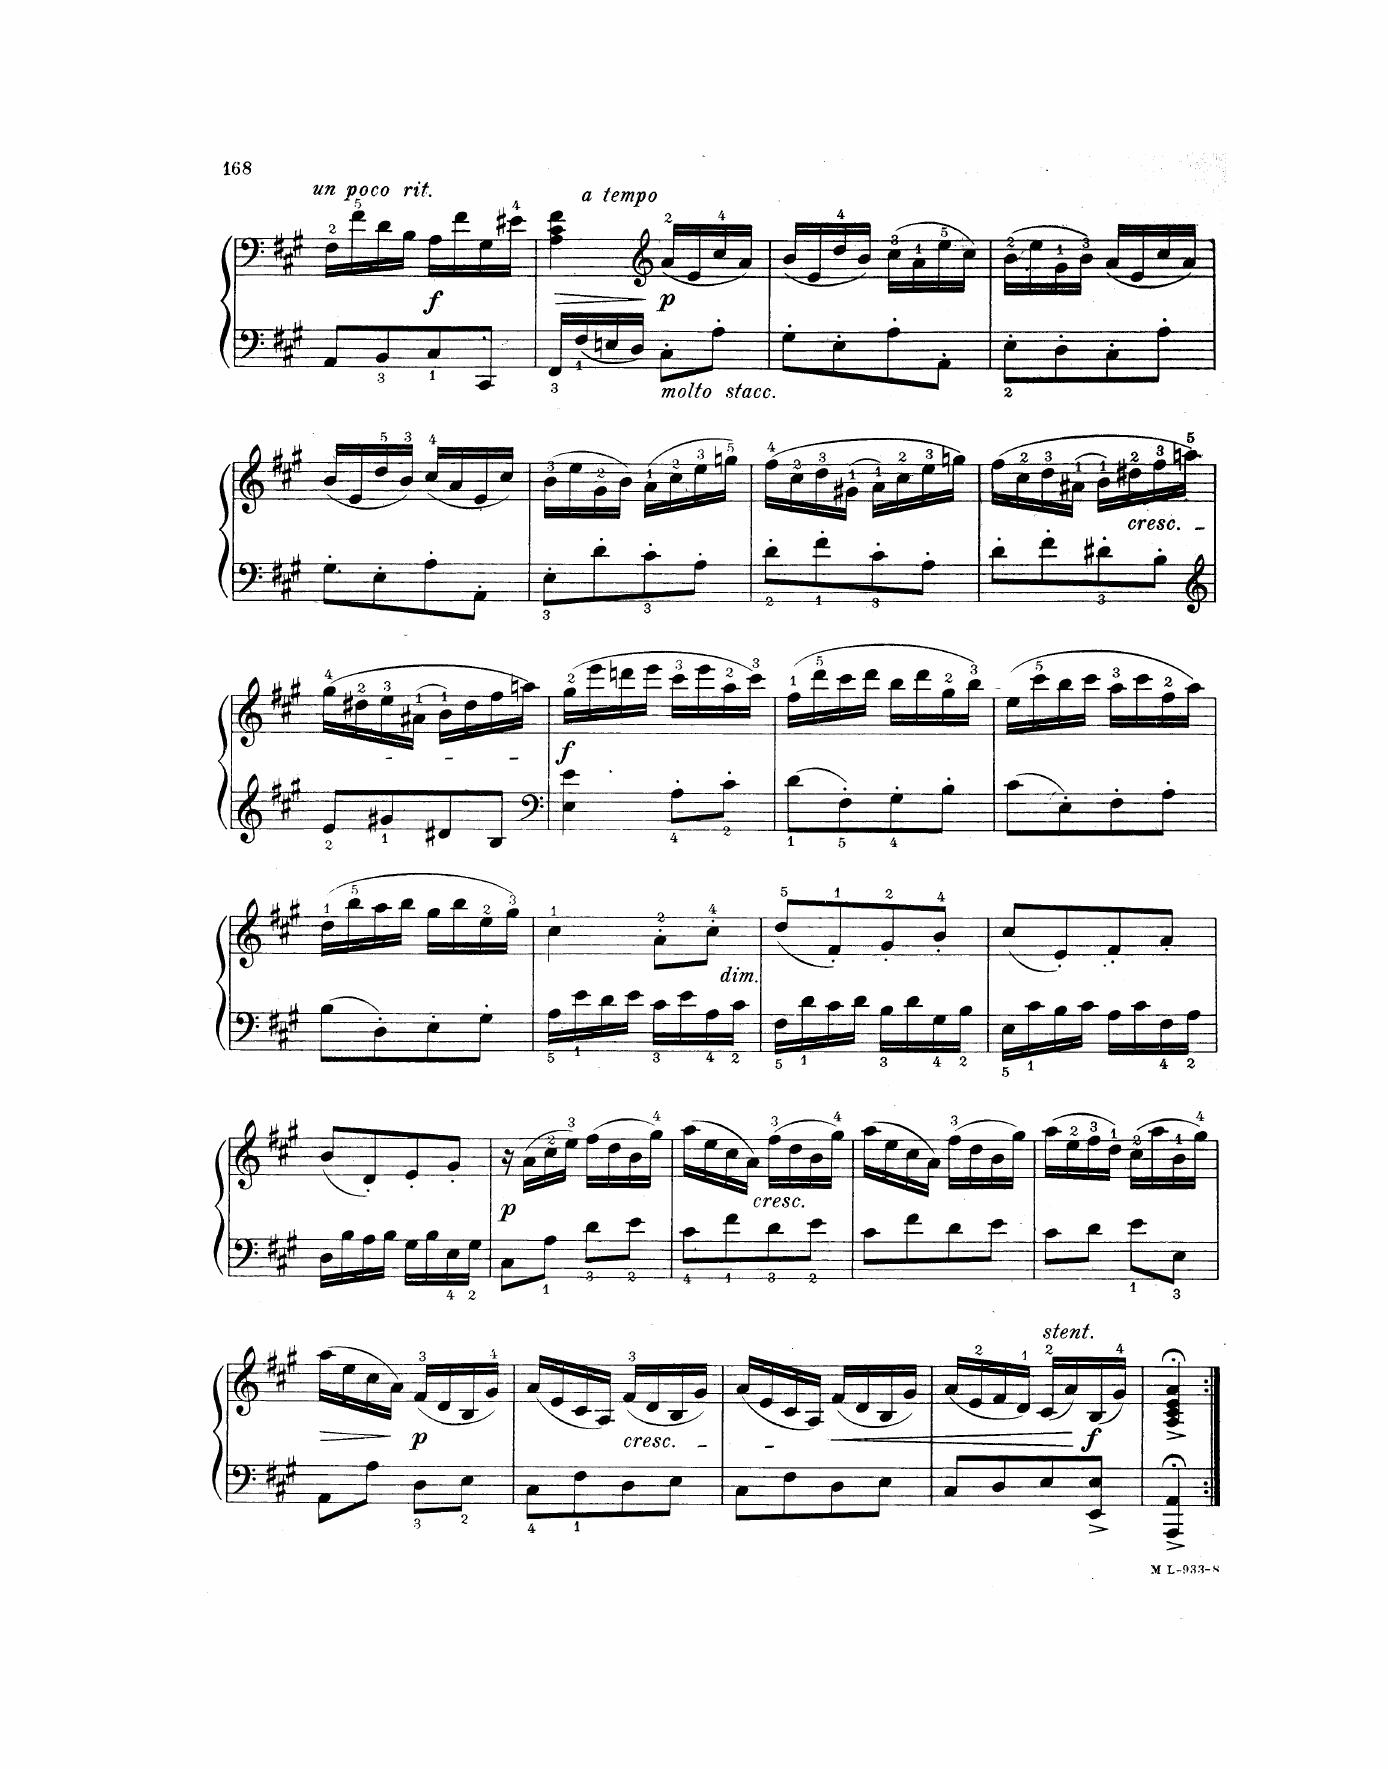 168
un poco rit.
a tempo
f
p
molto stacc.
cresc.
f
dim.
p
cresc.
stent.
p
cresc.
f
M L-933-8